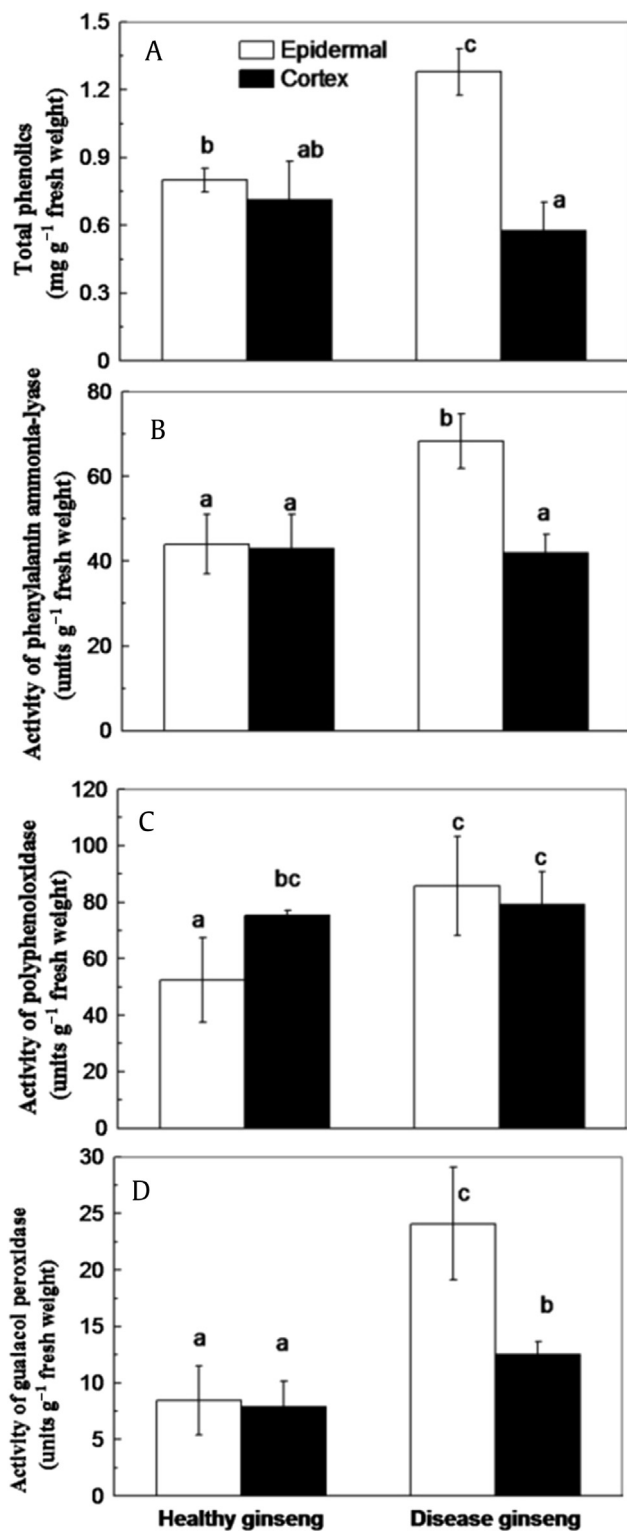 A
Epidermal
Cortex
Total phenolics
(mg g⁻¹ fresh weight)
1.5
1.2
0.9
0.6
0.3
0
b
ab
c
a
B
Activity of phenylalanin ammonia-lyase
(units g⁻¹ fresh weight)
80
60
40
20
0
a
a
b
a
C
Activity of polyphenoloxidase
(units g⁻¹ fresh weight)
120
100
80
60
40
20
0
a
bc
c
c
D
Activity of gualacol peroxidase
(units g⁻¹ fresh weight)
30
25
20
15
10
5
0
a
a
c
b
Healthy ginseng
Disease ginseng